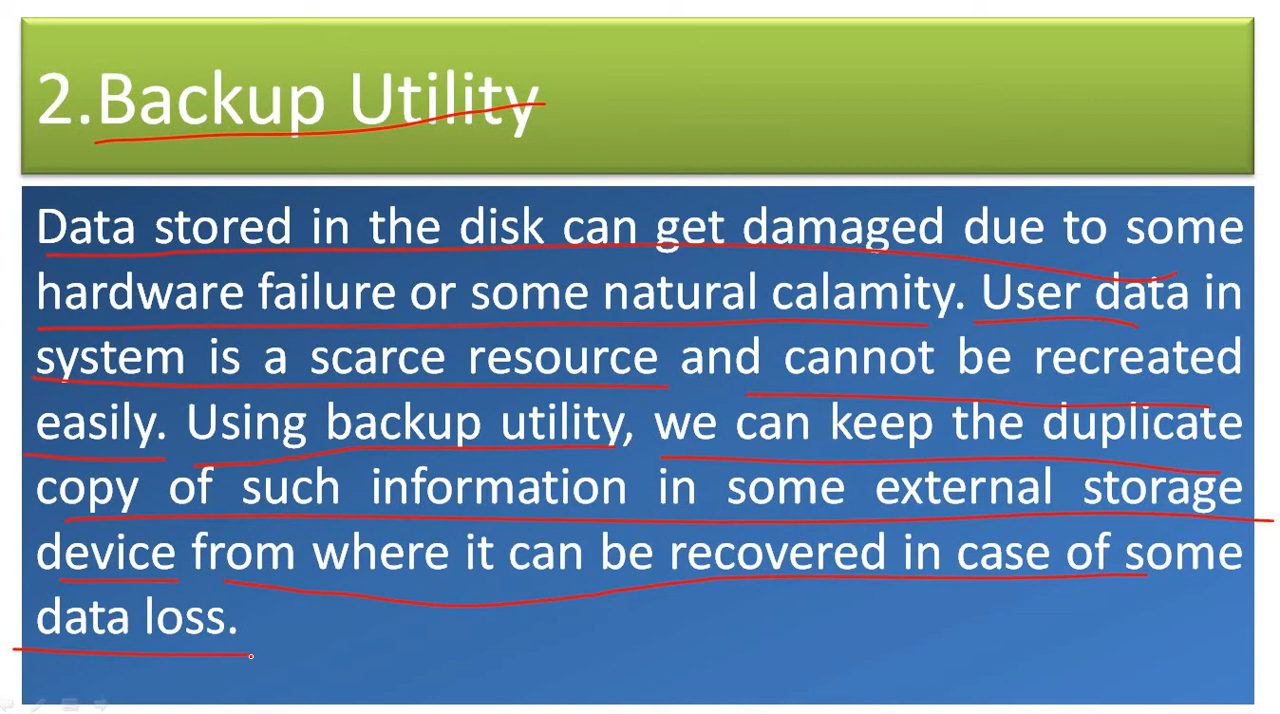 2.Backup Utility
Data stored in the disk can get damaged due to some
hardware failure or some natural calamity. User data in
system is a scarce resource and cannot be recreated
easily. Using backup utility, we can keep the duplicate
copy of such information in some external storage
device from where it can be recovered in case of some
data loss.